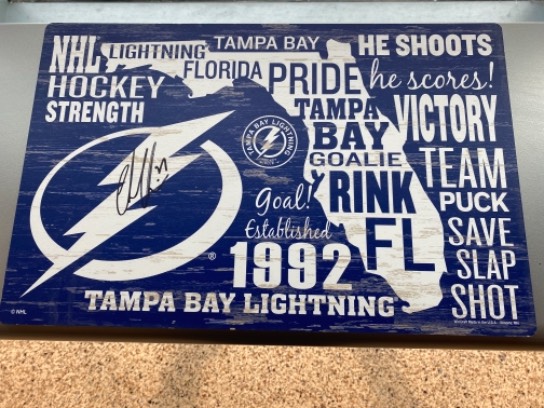 NHL
LIGHTNING
TAMPA BAY
HE SHOOTS
HOCKEY
FLORIDA
PRIDE
he scores!
STRENGTH
TAMPA
BAY
VICTORY
TAMPA BAY LIGHTNING
GOALIE
TEAM
Goal!
RINK
PUCK
Established
FL
SAVE
1992
SLAP
SHOT
TAMPA BAY LIGHTNING
®
© NHL